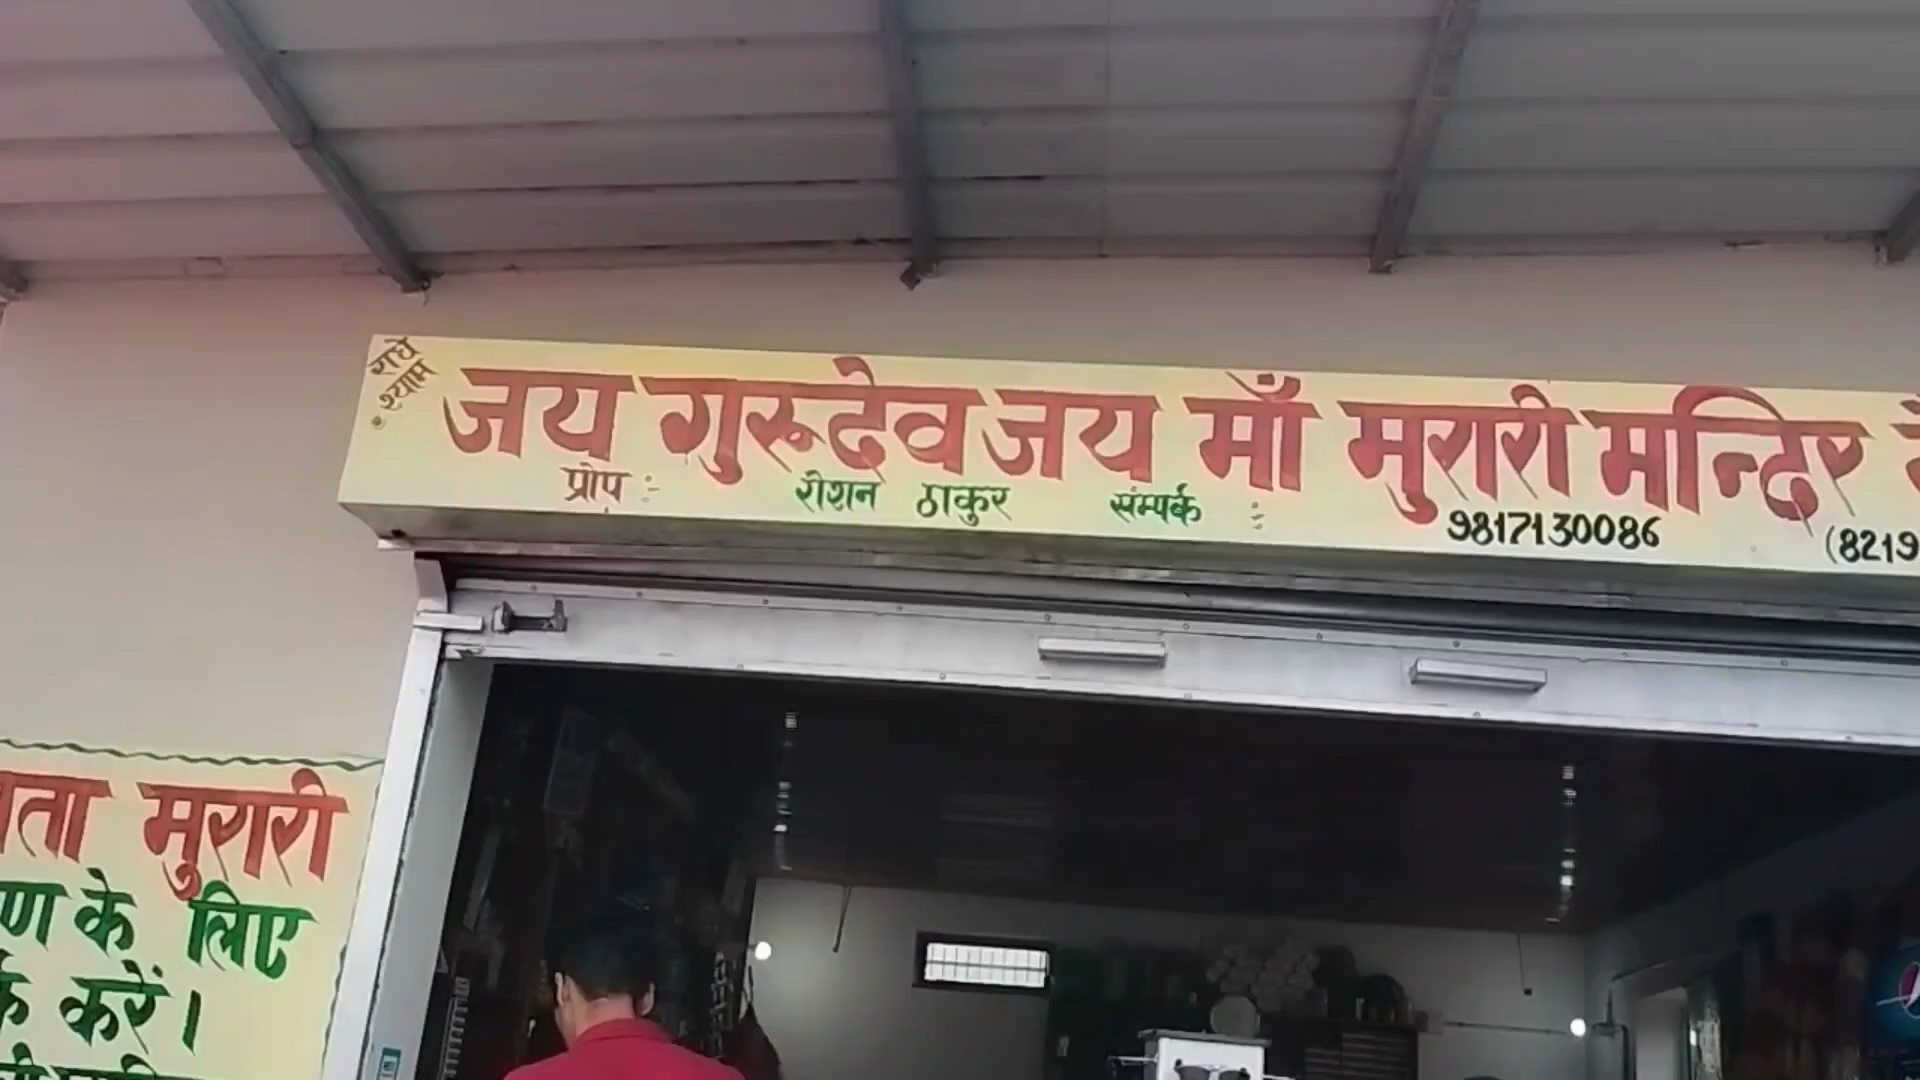 राधे
श्याम
जय गुरूदेव जय माँ मुरारी मन्दिर
प्रोप : रोशन ठाकुर संम्पर्क : 9817130086 (8219
मुरारी
के लिए
करें।